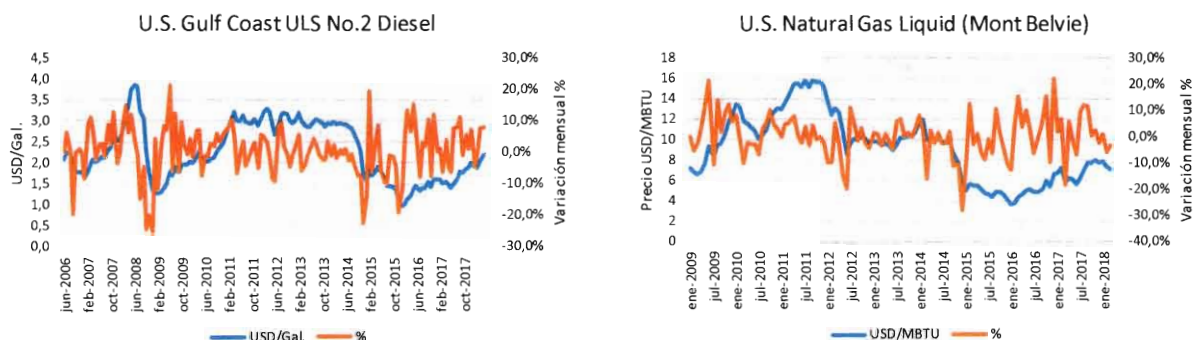 U.S. Gulf Coast ULS No.2 Diesel
USD/Gal.
4,5
4,0
3,5
3,0
2,5
2,0
1,5
1,0
0,5
0,0
30,0%
20,0%
10,0%
0,0%
-10,0%
-20,0%
-30,0%
Variación mensual %
jun-2006
feb-2007
oct-2007
jun-2008
feb-2009
oct-2009
jun-2010
feb-2011
oct-2011
jun-2012
feb-2013
oct-2013
jun-2014
feb-2015
oct-2015
jun-2016
feb-2017
oct-2017
USD/Gal.
%
U.S. Natural Gas Liquid (Mont Belvie)
Precio USD/MBTU
18
16
14
12
10
8
6
4
2
0
30,0%
20,0%
10,0%
0,0%
-10,0%
-20,0%
-30,0%
-40,0%
Variación mensual %
ene-2009
jul-2009
ene-2010
jul-2010
ene-2011
jul-2011
ene-2012
jul-2012
ene-2013
jul-2013
ene-2014
jul-2014
ene-2015
jul-2015
ene-2016
jul-2016
ene-2017
jul-2017
ene-2018
USD/MBTU
%